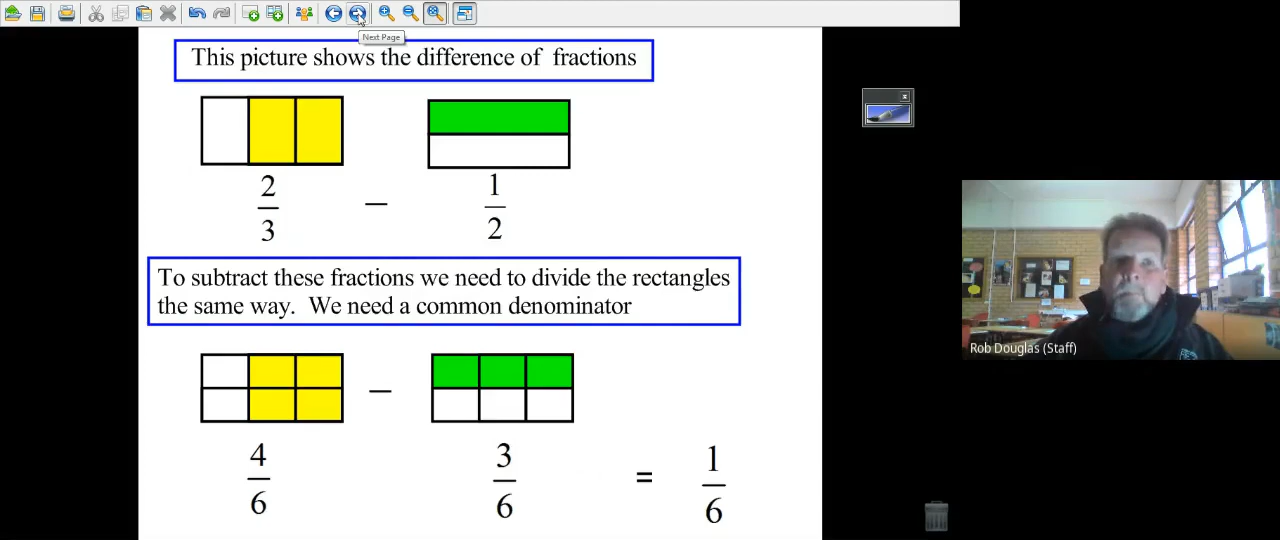 Next Page
This picture shows the difference of fractions
2
3
−
1
2
To subtract these fractions we need to divide the rectangles
the same way. We need a common denominator
−
4
6
3
6
=
1
6
Rob Douglas (Staff)